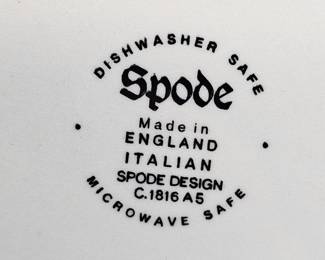 DISHWASHER SAFE
Spode
Made in
ENGLAND
ITALIAN
SPODE DESIGN
C.1816 A5
MICROWAVE SAFE